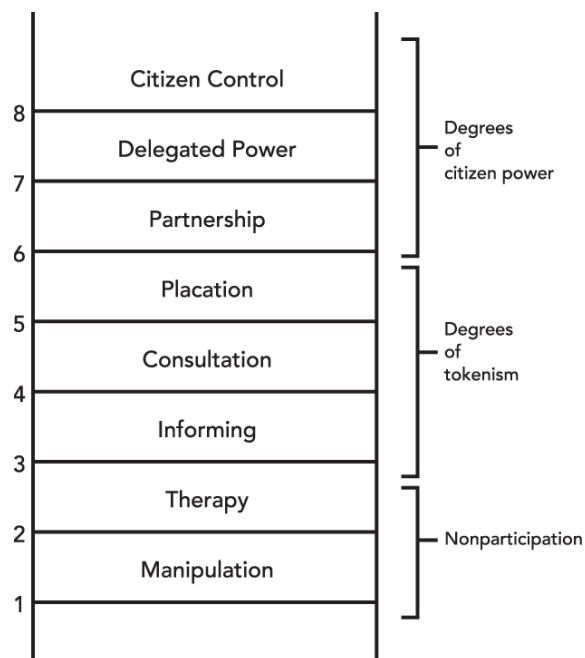 Citizen Control
8
Delegated Power
7
Partnership
6
Placation
5
Consultation
4
Informing
3
Therapy
2
Manipulation
1
Degrees
of
citizen power
Degrees
of
tokenism
Nonparticipation